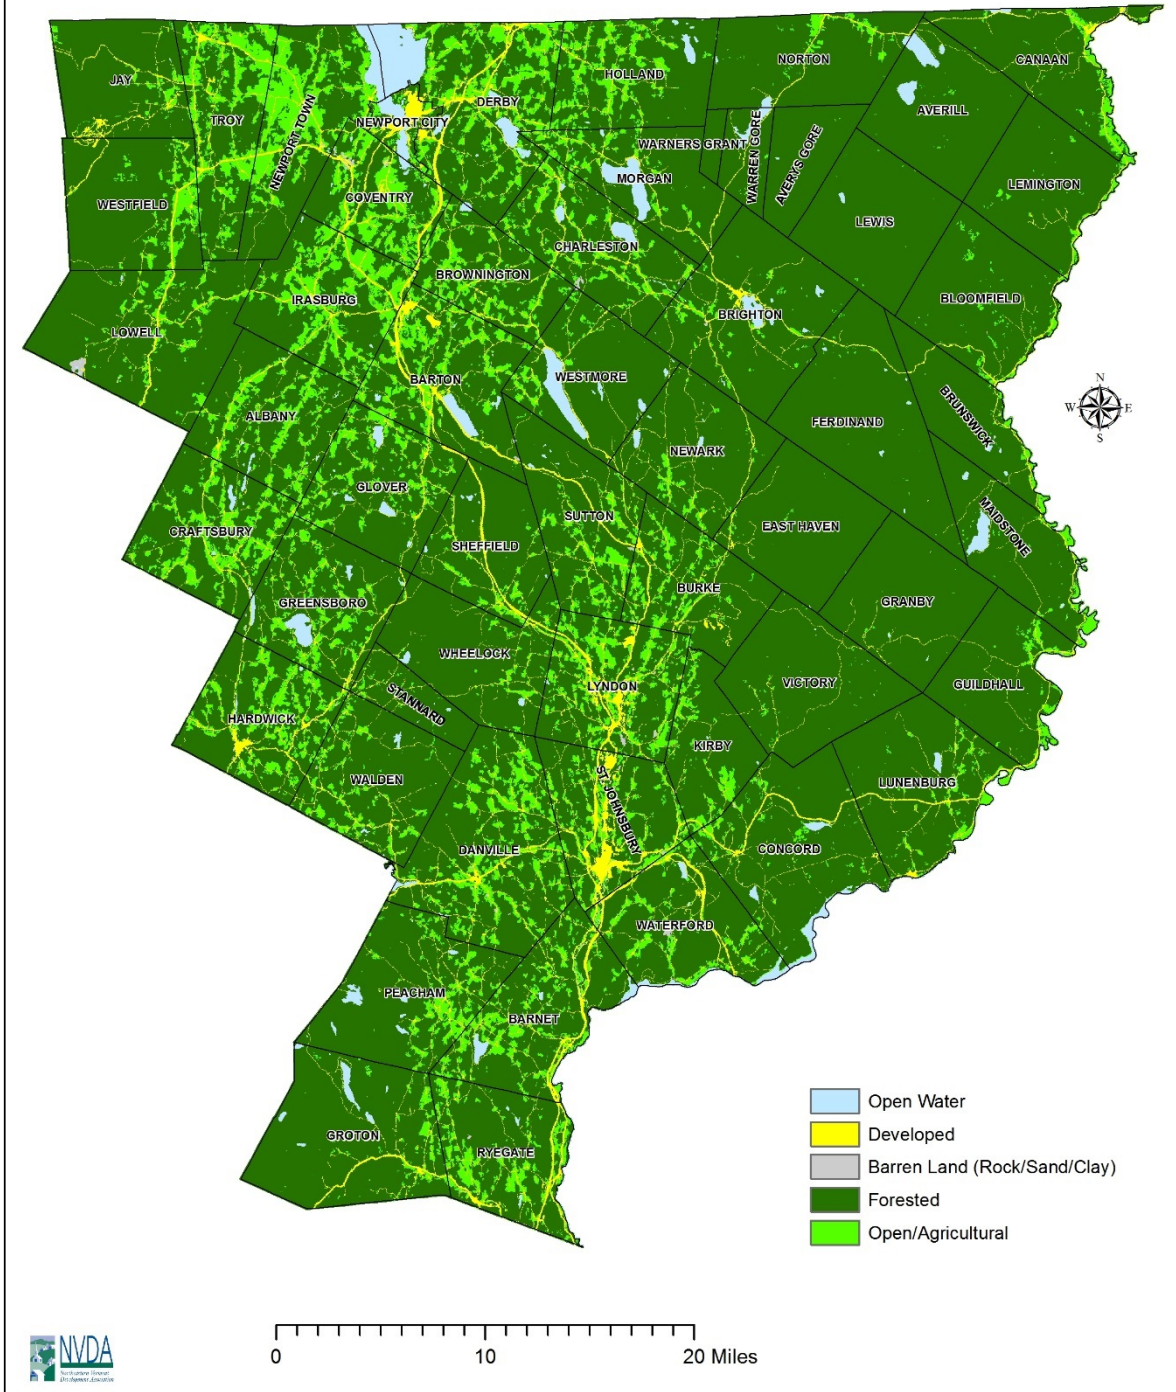 JAY
TROY
NEWPORT TOWN
NEWPORT CITY
DERBY
HOLLAND
NORTON
CANAAN
AVERILL
WARNERS GRANT
WARREN GORE
AVERYS GORE
MORGAN
LEMINGTON
WESTFIELD
COVENTRY
LEWIS
CHARLESTON
BROWNINGTON
BLOOMFIELD
IRASBURG
BRIGHTON
LOWELL
BARTON
WESTMORE
BRUNSWICK
ALBANY
FERDINAND
NEWARK
GLOVER
SUTTON
EAST HAVEN
MAIDSTONE
CRAFTSBURY
SHEFFIELD
BURKE
GREENSBORO
GRANBY
WHEELOCK
LYNDON
VICTORY
GUILDHALL
STANNARD
HARDWICK
KIRBY
WALDEN
ST. JOHNSBURY
LUNENBURG
DANVILLE
CONCORD
WATERFORD
PEACHAM
BARNET
GROTON
RYEGATE
N
W E
S
Open Water
Developed
Barren Land (Rock/Sand/Clay)
Forested
Open/Agricultural
0 10 20 Miles
NVDA
Northeastern Vermont
Development Association